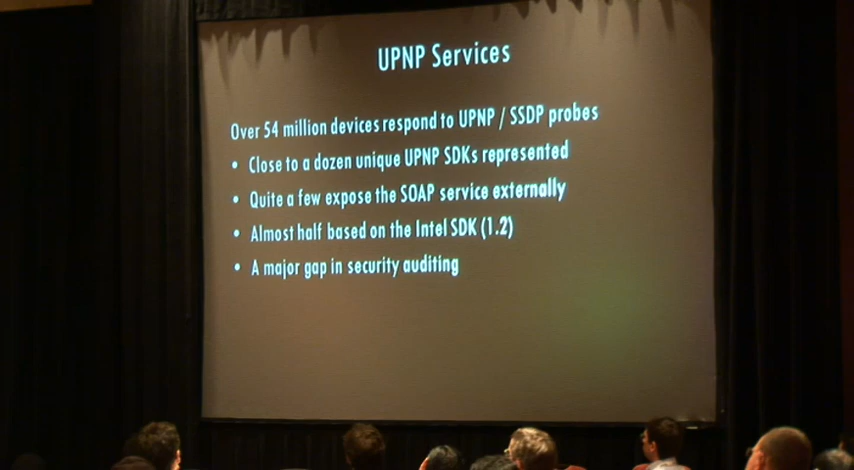 UPNP Services
Over 54 million devices respond to UPNP / SSDP probes
• Close to a dozen unique UPNP SDKs represented
• Quite a few expose the SOAP service externally
• Almost half based on the Intel SDK (1.2)
• A major gap in security auditing